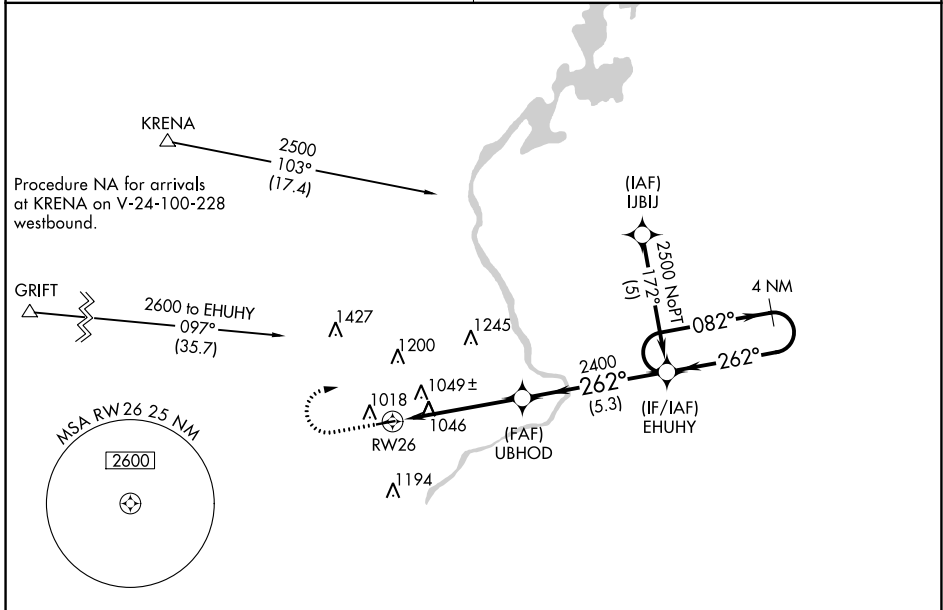 KRENA
2500
103°
(17.4)
Procedure NA for arrivals
at KRENA on V-24-100-228
westbound.
(IAF)
IJBIJ
2500 NoPT
172°
(5)
4 NM
GRIFT
2600 to EHUHY
097°
(35.7)
1427
1245
1200
082°
262°
2400
262°
(5.3)
1049±
1018
1046
RW26
(FAF)
UBHOD
(IF/IAF)
EHUHY
MSA RW26 25 NM
2600
1194